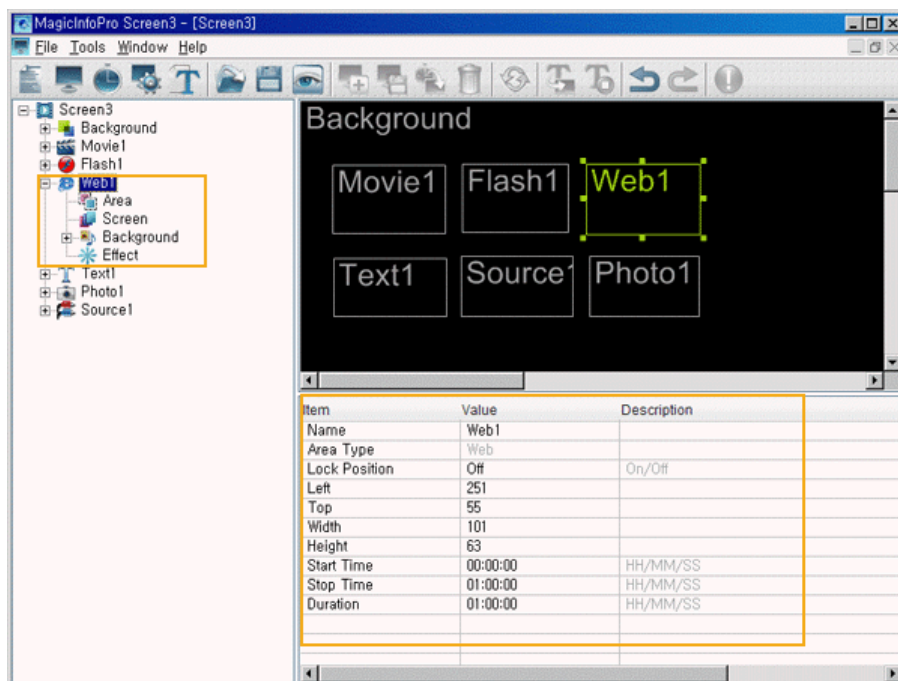 MagicInfoPro Screen3 - [Screen3]
File Tools Window Help
Screen3
Background
Movie1
Flash1
Web1
Area
Screen
Background
Effect
Text1
Photo1
Source1
Background
Movie1 Flash1 Web1
Text1 Source1 Photo1
Item Value Description
Name Web1
Area Type Web
Lock Position Off On/Off
Left 251
Top 55
Width 101
Height 63
Start Time 00:00:00 HH/MM/SS
Stop Time 01:00:00 HH/MM/SS
Duration 01:00:00 HH/MM/SS